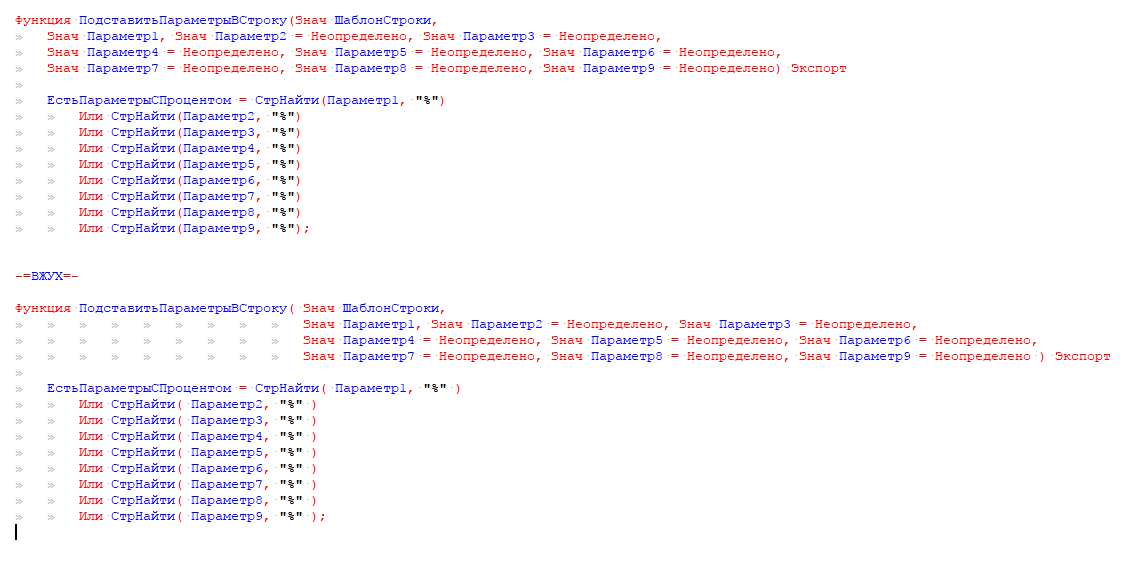 Функция ПодставитьПараметрыВСтроку(Знач ШаблонСтроки,
Знач Параметр1, Знач Параметр2 = Неопределено, Знач Параметр3 = Неопределено,
Знач Параметр4 = Неопределено, Знач Параметр5 = Неопределено, Знач Параметр6 = Неопределено,
Знач Параметр7 = Неопределено, Знач Параметр8 = Неопределено, Знач Параметр9 = Неопределено) Экспорт
ЕстьПараметрыСПроцентом = СтрНайти(Параметр1, "%")
Или СтрНайти(Параметр2, "%")
Или СтрНайти(Параметр3, "%")
Или СтрНайти(Параметр4, "%")
Или СтрНайти(Параметр5, "%")
Или СтрНайти(Параметр6, "%")
Или СтрНайти(Параметр7, "%")
Или СтрНайти(Параметр8, "%")
Или СтрНайти(Параметр9, "%");
-=ВЖУХ=-
Функция ПодставитьПараметрыВСтроку( Знач ШаблонСтроки,
Знач Параметр1, Знач Параметр2 = Неопределено, Знач Параметр3 = Неопределено,
Знач Параметр4 = Неопределено, Знач Параметр5 = Неопределено, Знач Параметр6 = Неопределено,
Знач Параметр7 = Неопределено, Знач Параметр8 = Неопределено, Знач Параметр9 = Неопределено ) Экспорт
ЕстьПараметрыСПроцентом = СтрНайти( Параметр1, "%" )
Или СтрНайти( Параметр2, "%" )
Или СтрНайти( Параметр3, "%" )
Или СтрНайти( Параметр4, "%" )
Или СтрНайти( Параметр5, "%" )
Или СтрНайти( Параметр6, "%" )
Или СтрНайти( Параметр7, "%" )
Или СтрНайти( Параметр8, "%" )
Или СтрНайти( Параметр9, "%" );